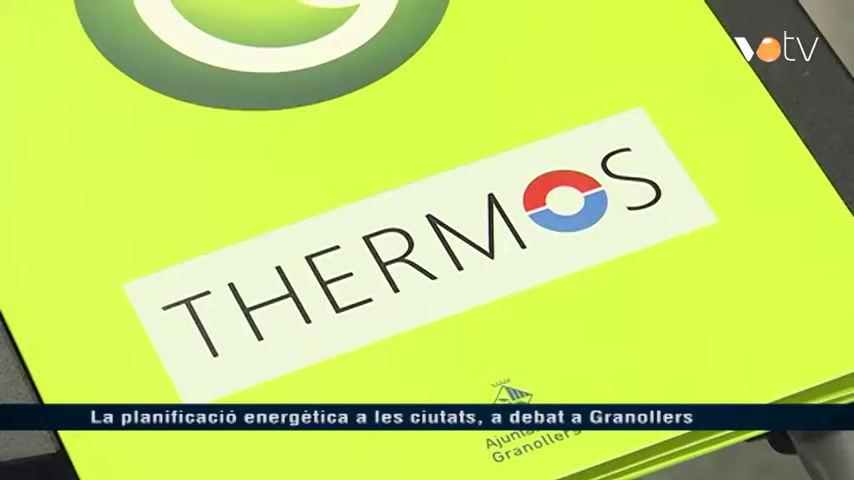 votv
THERMOS
La planificació energètica a les ciutats, a debat a Granollers
Granollers